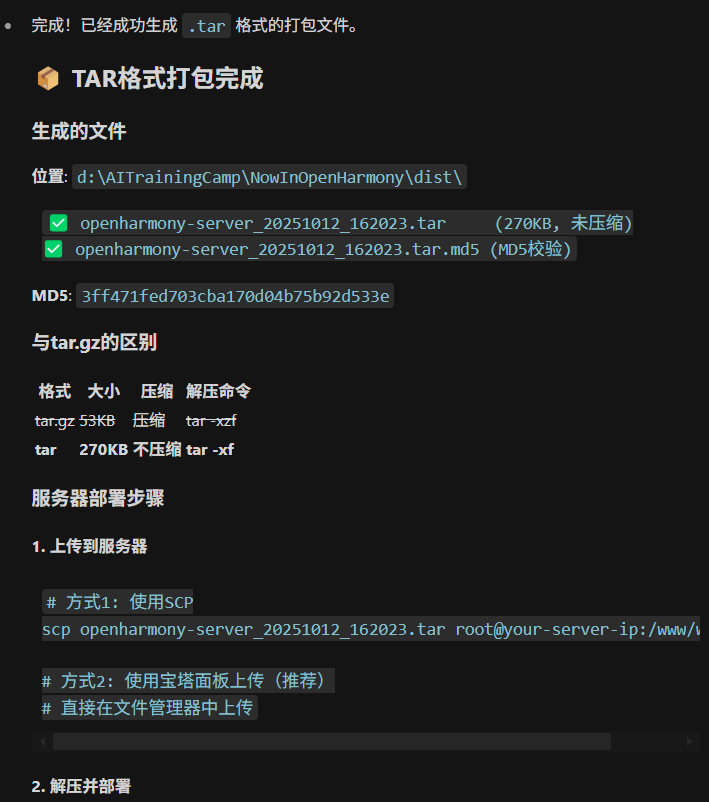 完成！已经成功生成 .tar 格式的打包文件。
📦 TAR格式打包完成
生成的文件
位置: d:\AITrainingCamp\NowInOpenHarmony\dist\
✅ openharmony-server_20251012_162023.tar (270KB, 未压缩)
✅ openharmony-server_20251012_162023.tar.md5 (MD5校验)
MD5: 3ff471fed703cba170d04b75b92d533e
与tar.gz的区别
格式 大小 压缩 解压命令
tar.gz 53KB 压缩 tar -xzf
tar 270KB 不压缩 tar -xf
服务器部署步骤
1. 上传到服务器
# 方式1: 使用SCP
scp openharmony-server_20251012_162023.tar root@your-server-ip:/www/w
# 方式2: 使用宝塔面板上传（推荐）
# 直接在文件管理器中上传
2. 解压并部署